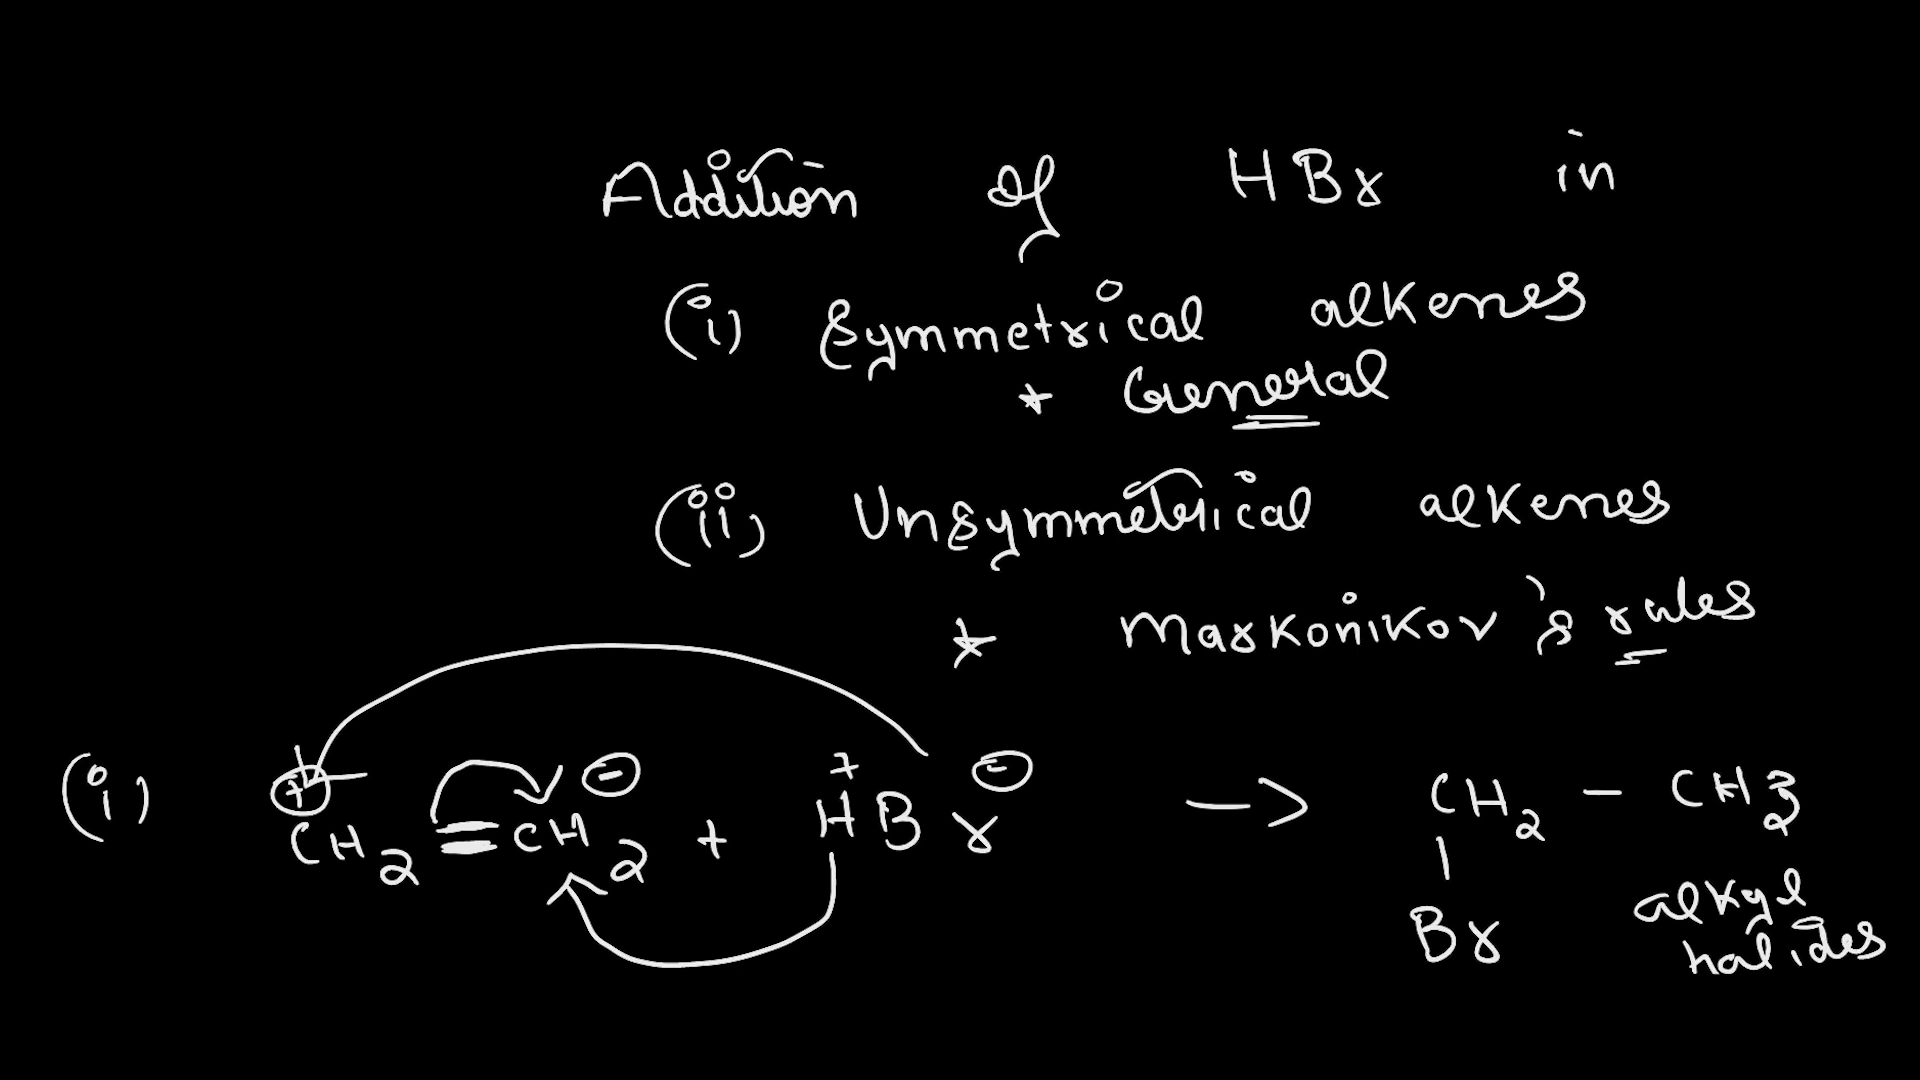 Addition of HBr in
(i) Symmetrical alkenes
* General
(ii) Unsymmetrical alkenes
* Markonikov's rules
(i) CH2 = CH2 + HBr → CH2 - CH3
+ - + -
|
Br
alkyl
halides